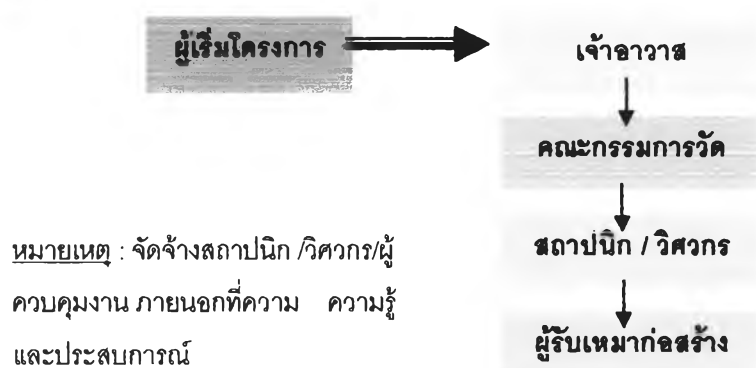 ผู้เริ่มโครงการ
เจ้าอาวาส
คณะกรรมการวัด
สถาปนิก / วิศวกร
ผู้รับเหมาก่อสร้าง
หมายเหตุ : จัดจ้างสถาปนิก /วิศวกร/ผู้
ควบคุมงาน ภายนอกที่ความ ความรู้
และประสบการณ์